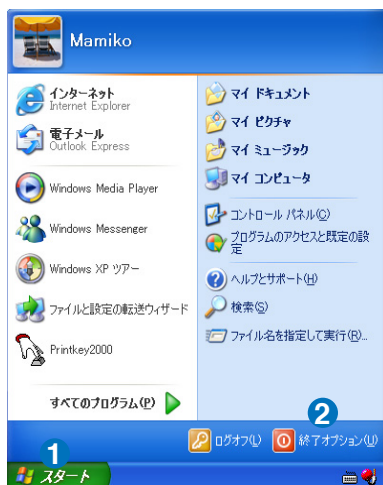 Mamiko
インターネット
Internet Explorer
電子メール
Outlook Express
Windows Media Player
Windows Messenger
Windows XP ツアー
ファイルと設定の転送ウィザード
Printkey2000
すべてのプログラム(P)
マイ ドキュメント
マイ ピクチャ
マイ ミュージック
マイ コンピュータ
コントロール パネル(C)
プログラムのアクセスと既定の設
定
ヘルプとサポート(H)
検索(S)
ファイル名を指定して実行(R)...
2
ログオフ(L)
終了オプション(U)
1
スタート